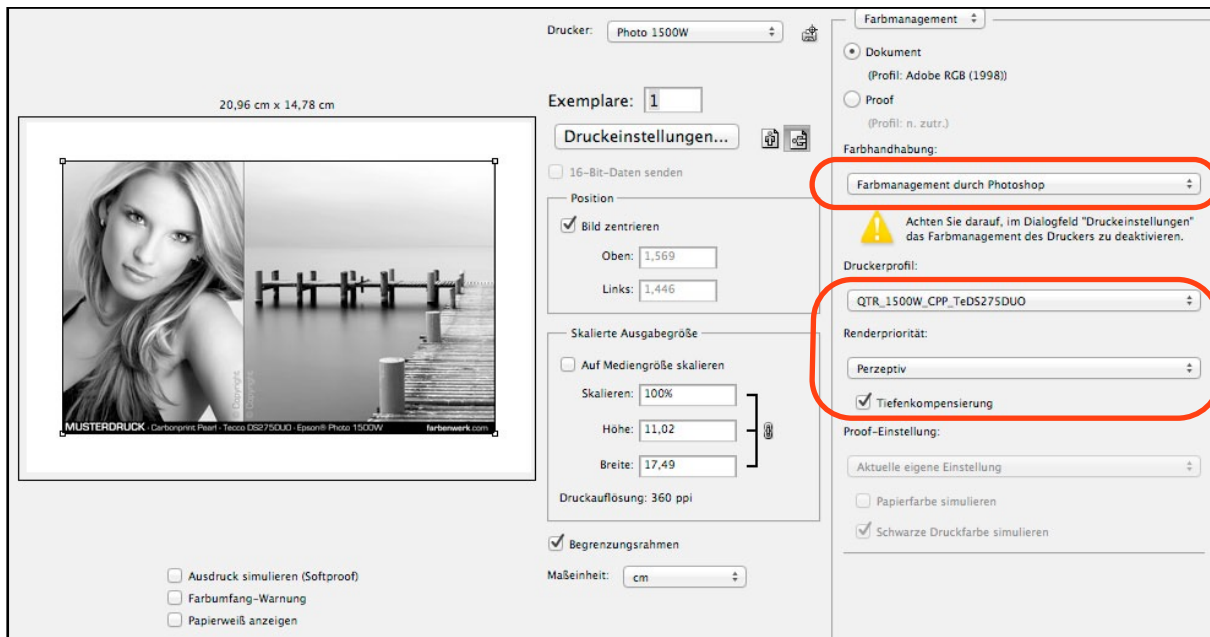 20,96 cm x 14,78 cm
© Copyright
© Copyright
MUSTERDRUCK - Carbonprint Pearl - Tecco DS275DUO - Epson® Photo 1500W
farbenwerk.com
Ausdruck simulieren (Softproof)
Farbumfang-Warnung
Papierweiß anzeigen
Drucker: Photo 1500W
Exemplare: 1
Druckeinstellungen...
16-Bit-Daten senden
Position
Bild zentrieren
Oben: 1,569
Links: 1,446
Skalierte Ausgabegröße
Auf Mediengröße skalieren
Skalieren: 100%
Höhe: 11,02
Breite: 17,49
Druckauflösung: 360 ppi
Begrenzungsrahmen
Maßeinheit: cm
Farbmanagement
Dokument
(Profil: Adobe RGB (1998))
Proof
(Profil: n. zutr.)
Farbhandhabung:
Farbmanagement durch Photoshop
Achten Sie darauf, im Dialogfeld "Druckeinstellungen"
das Farbmanagement des Druckers zu deaktivieren.
Druckerprofil:
QTR_1500W_CPP_TeDS275DUO
Renderpriorität:
Perzeptiv
Tiefenkompensierung
Proof-Einstellung:
Aktuelle eigene Einstellung
Papierfarbe simulieren
Schwarze Druckfarbe simulieren